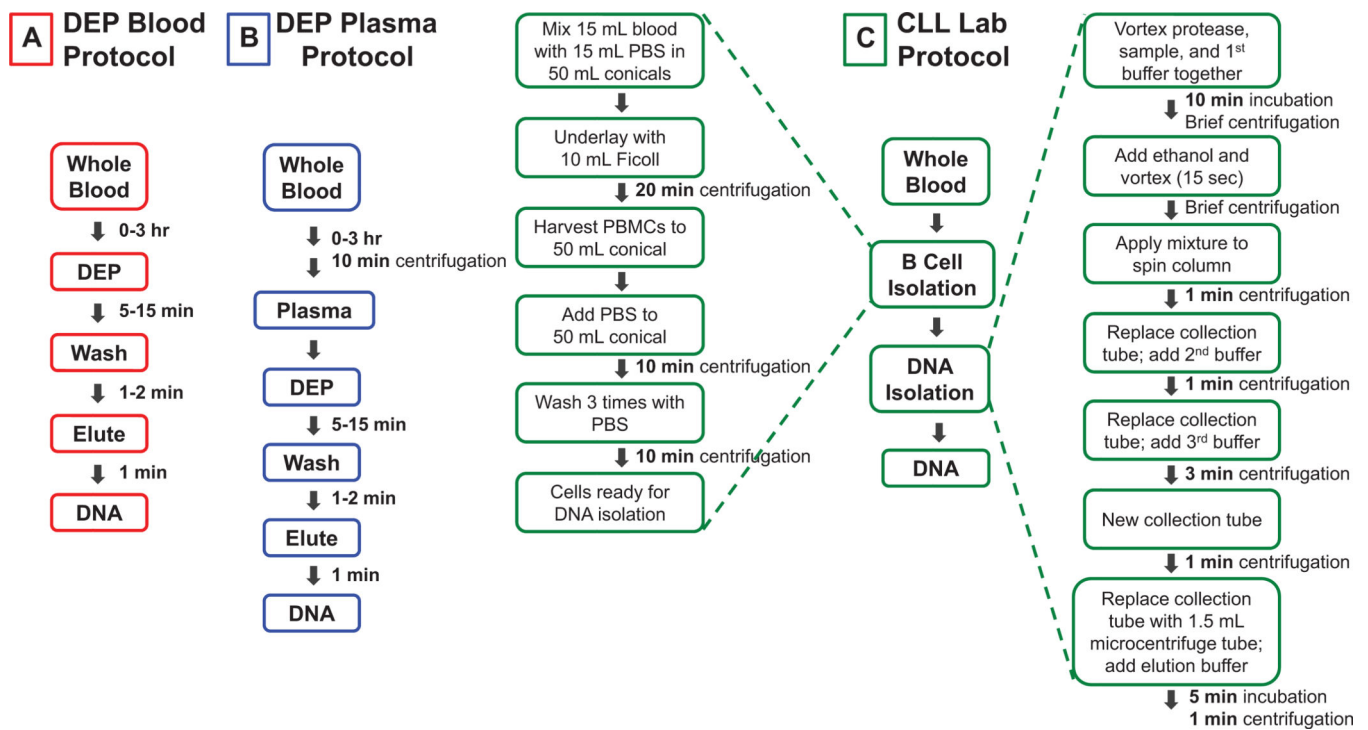 A
DEP Blood
Protocol
Whole
Blood
0-3 hr
DEP
5-15 min
Wash
1-2 min
Elute
1 min
DNA
B
DEP Plasma
Protocol
Whole
Blood
0-3 hr
10 min centrifugation
Plasma
DEP
5-15 min
Wash
1-2 min
Elute
1 min
DNA
Mix 15 mL blood
with 15 mL PBS in
50 mL conicals
Underlay with
10 mL Ficoll
20 min centrifugation
Harvest PBMCs to
50 mL conical
Add PBS to
50 mL conical
10 min centrifugation
Wash 3 times with
PBS
10 min centrifugation
Cells ready for
DNA isolation
C
CLL Lab
Protocol
Whole
Blood
B Cell
Isolation
DNA
Isolation
DNA
Vortex protease,
sample, and 1st
buffer together
10 min incubation
Brief centrifugation
Add ethanol and
vortex (15 sec)
Brief centrifugation
Apply mixture to
spin column
1 min centrifugation
Replace collection
tube; add 2nd buffer
1 min centrifugation
Replace collection
tube; add 3rd buffer
3 min centrifugation
New collection tube
1 min centrifugation
Replace collection
tube with 1.5 mL
microcentrifuge tube;
add elution buffer
5 min incubation
1 min centrifugation